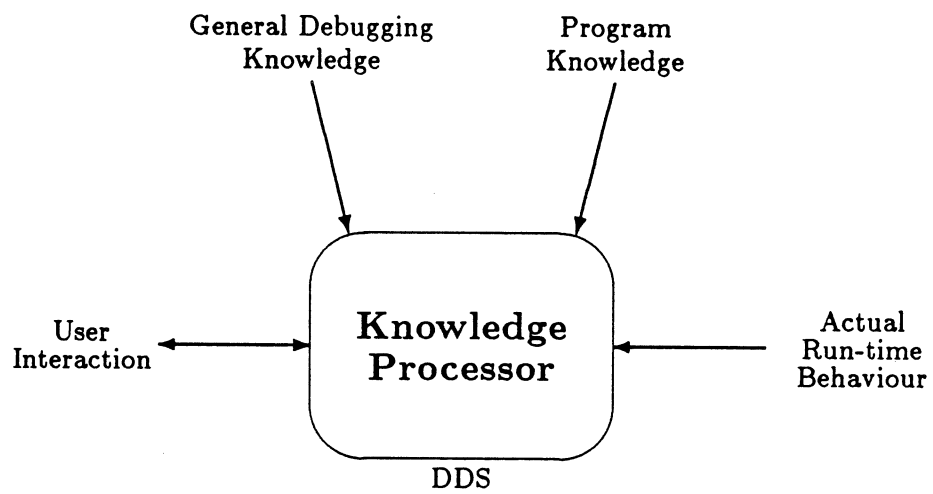 General Debugging
Knowledge
Program
Knowledge
User
Interaction
Knowledge
Processor
Actual
Run-time
Behaviour
DDS